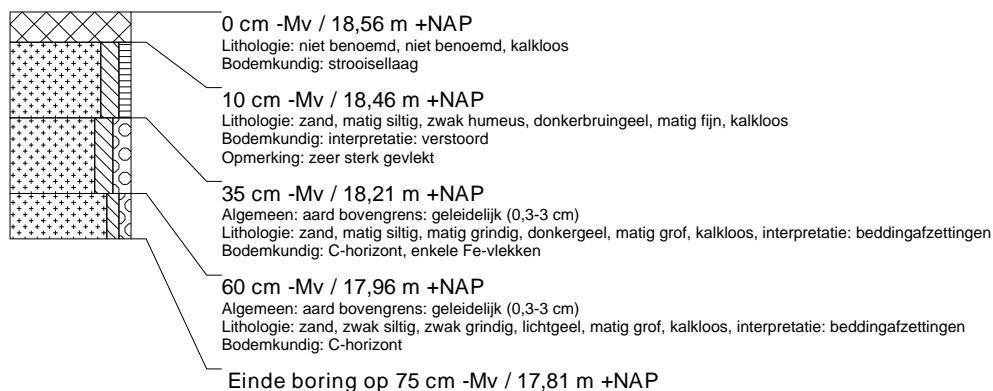 0 cm -Mv / 18,56 m +NAP
Lithologie: niet benoemd, niet benoemd, kalkloos
Bodemkundig: strooisellaag
10 cm -Mv / 18,46 m +NAP
Lithologie: zand, matig siltig, zwak humeus, donkerbruingeel, matig fijn, kalkloos
Bodemkundig: interpretatie: verstoord
Opmerking: zeer sterk gevlekt
35 cm -Mv / 18,21 m +NAP
Algemeen: aard bovengrens: geleidelijk (0,3-3 cm)
Lithologie: zand, matig siltig, matig grindig, donkergeel, matig grof, kalkloos, interpretatie: beddingafzettingen
Bodemkundig: C-horizont, enkele Fe-vlekken
60 cm -Mv / 17,96 m +NAP
Algemeen: aard bovengrens: geleidelijk (0,3-3 cm)
Lithologie: zand, zwak siltig, zwak grindig, lichtgeel, matig grof, kalkloos, interpretatie: beddingafzettingen
Bodemkundig: C-horizont
Einde boring op 75 cm -Mv / 17,81 m +NAP